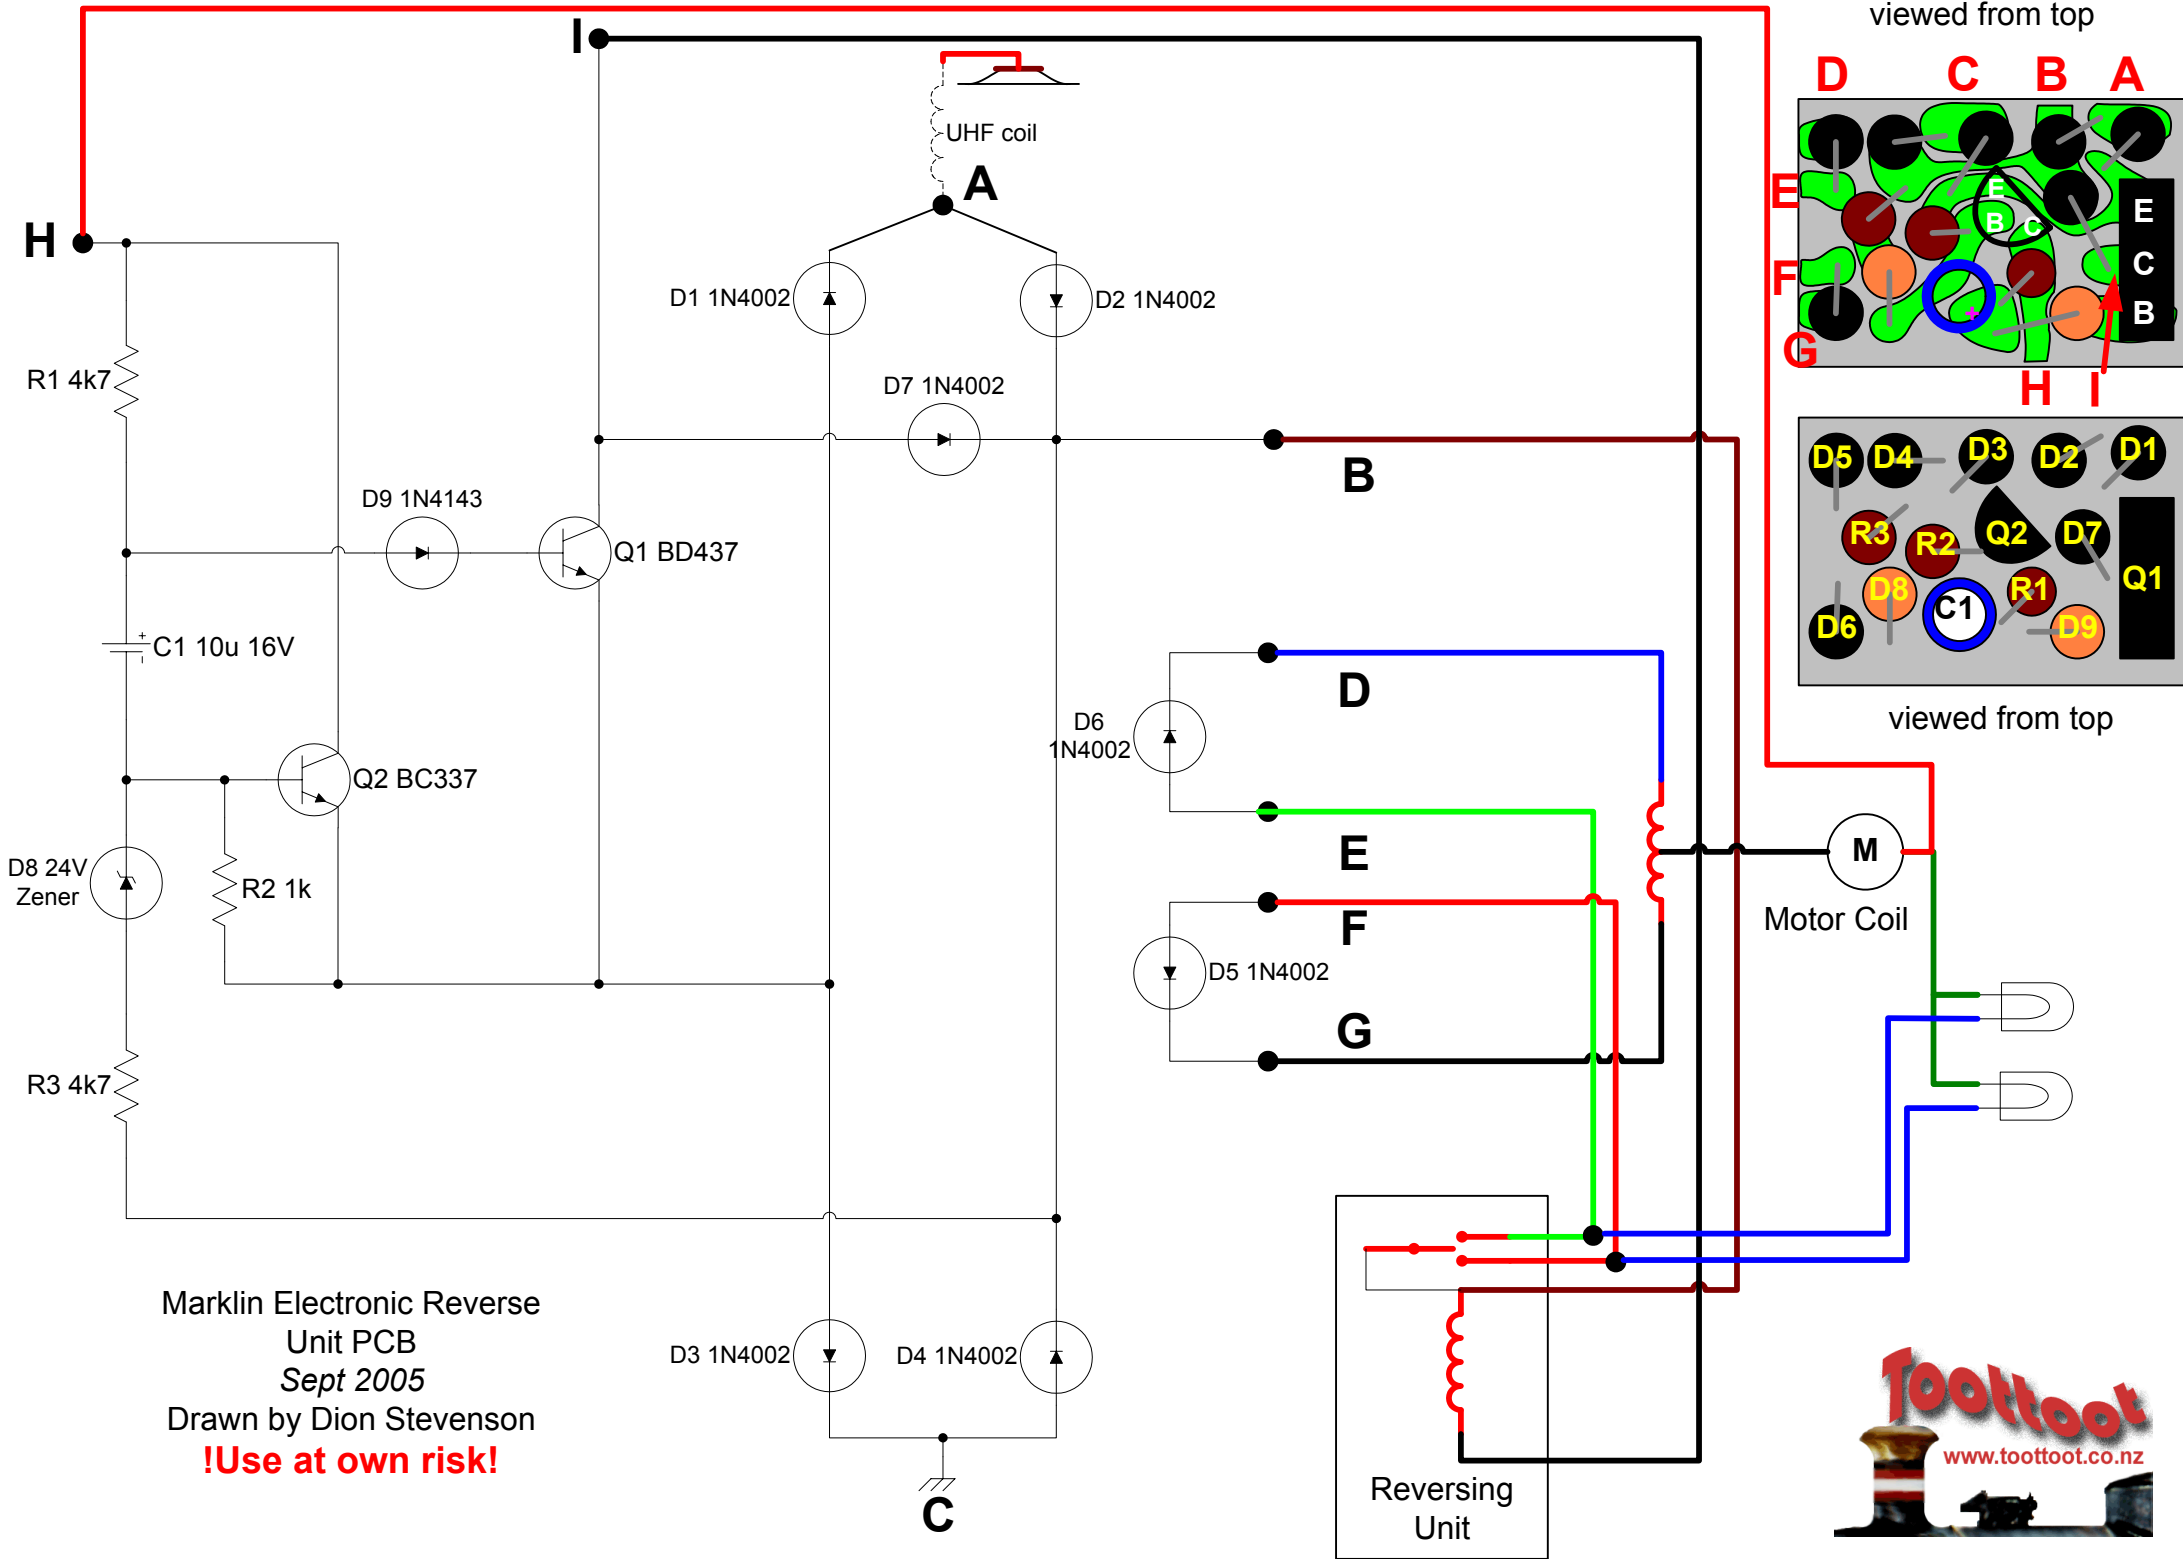 viewed from top
I
D C B A
UHF coil
A
E
E
E
B
C
H
F
C
B
D1 1N4002
D2 1N4002
G
H I
R1 4k7
D7 1N4002
B
D5 D4 D3 D2 D1
D9 1N4143
Q1 BD437
R3 R2 Q2 D7
Q1
D8 C1 R1
D6 D9
C1 10u 16V
+
-
D
viewed from top
D6
1N4002
Q2 BC337
E
M
D8 24V
Zener
R2 1k
F
Motor Coil
D5 1N4002
G
R3 4k7
Marklin Electronic Reverse
Unit PCB
Sept 2005
Drawn by Dion Stevenson
!Use at own risk!
D3 1N4002
D4 1N4002
C
Reversing
Unit
Toottoot
www.toottoot.co.nz